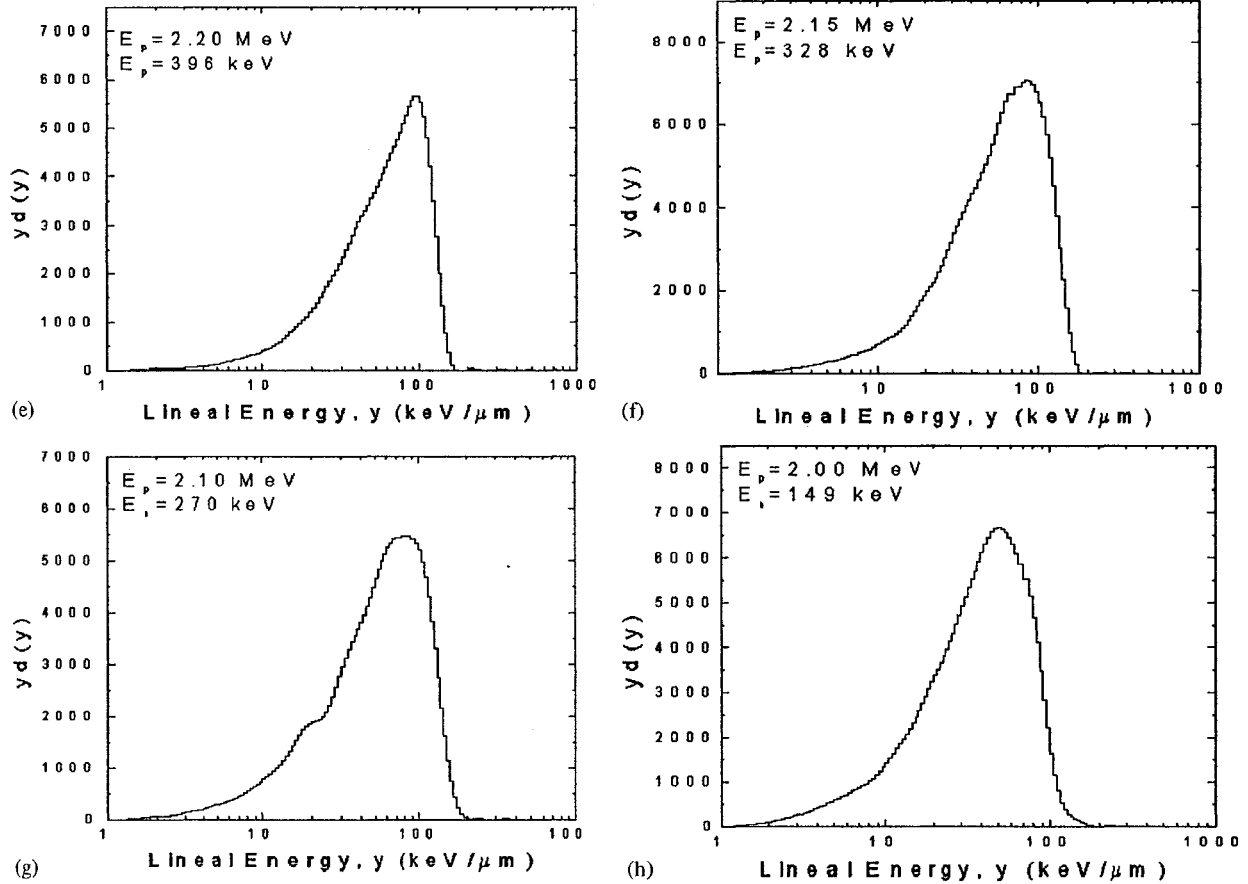 7000
6000
5000
4000
3000
2000
1000
0
yd(y)
E_p=2.20 MeV
E_p=396 keV
1 10 100 1000
(e) Lineal Energy, y (keV/μm)
8000
6000
4000
2000
0
yd(y)
E_p=2.15 MeV
E_p=328 keV
10 100 1000
(f) Lineal Energy, y (keV/μm)
7000
6000
5000
4000
3000
2000
1000
0
yd(y)
E_p=2.10 MeV
E =270 keV
1 10 100 1000
(g) Lineal Energy, y (keV/μm)
8000
7000
6000
5000
4000
3000
2000
1000
0
yd(y)
E_p=2.00 MeV
E =149 keV
1 10 100 1000
(h) Lineal Energy, y (keV/μm)